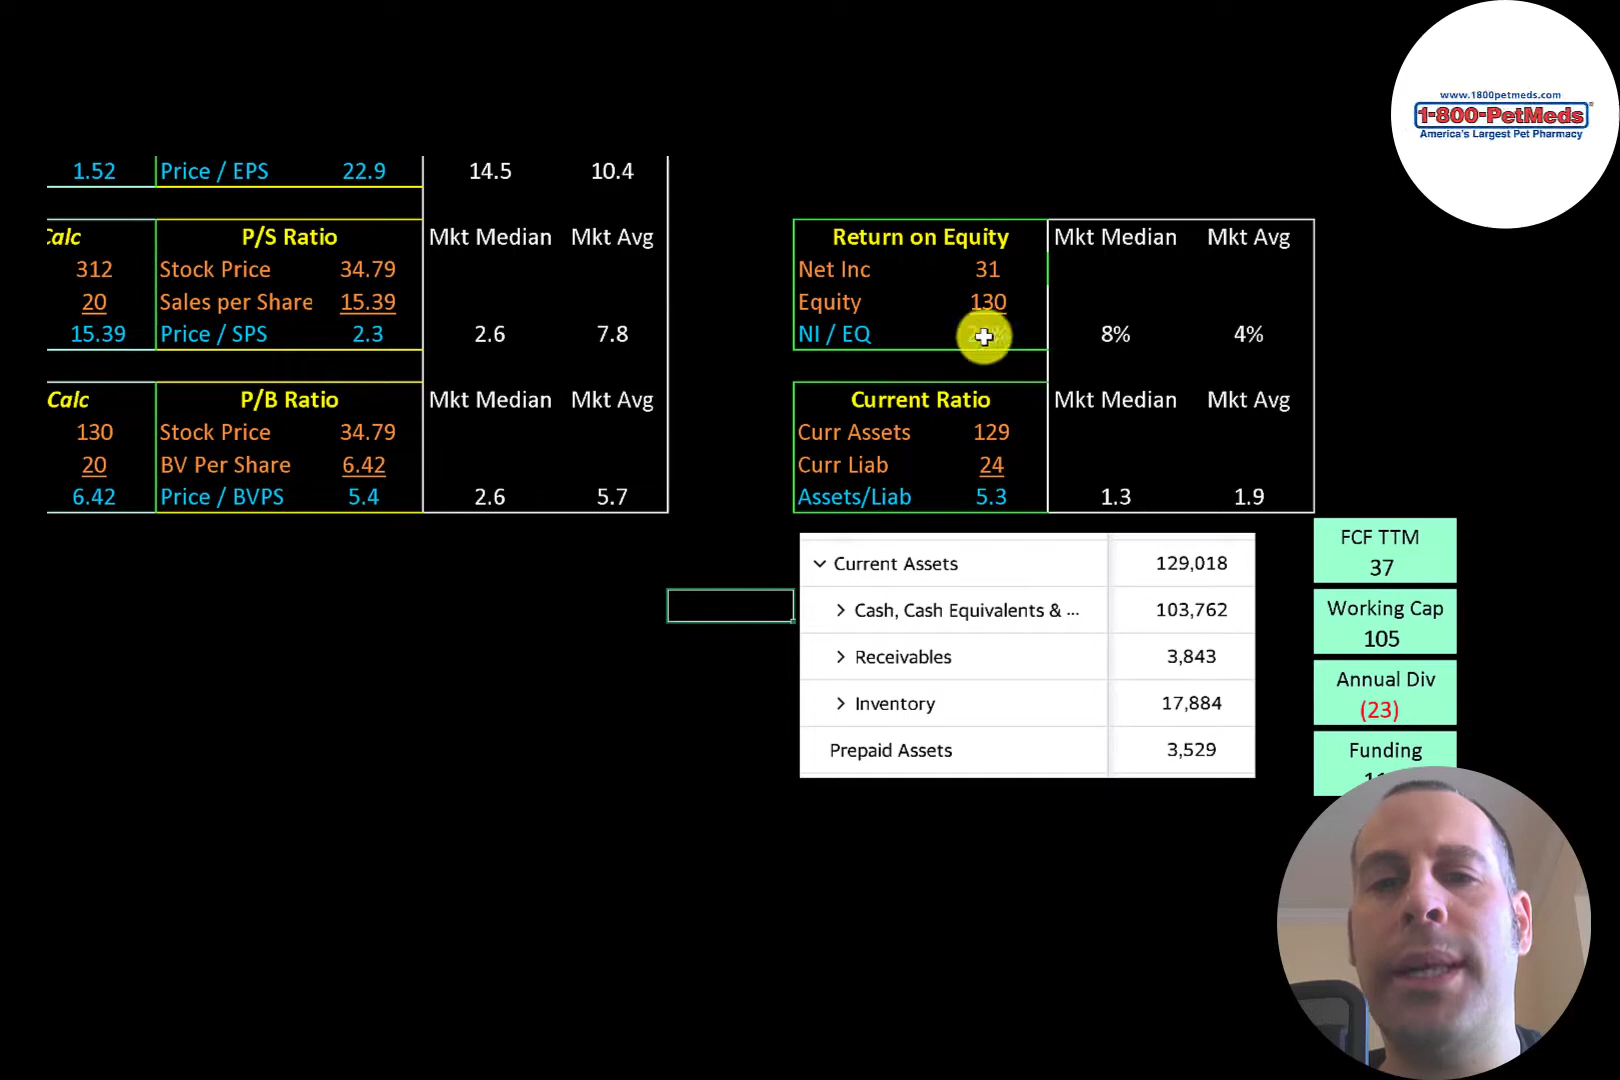 www.1800petmeds.com
1-800-PetMeds
America's Largest Pet Pharmacy
1.52 Price / EPS 22.9 14.5 10.4
Calc P/S Ratio Mkt Median Mkt Avg
312 Stock Price 34.79
20 Sales per Share 15.39
15.39 Price / SPS 2.3 2.6 7.8
Calc P/B Ratio Mkt Median Mkt Avg
130 Stock Price 34.79
20 BV Per Share 6.42
6.42 Price / BVPS 5.4 2.6 5.7
Return on Equity Mkt Median Mkt Avg
Net Inc 31
Equity 130
NI / EQ 8% 4%
Current Ratio Mkt Median Mkt Avg
Curr Assets 129
Curr Liab 24
Assets/Liab 5.3 1.3 1.9
Current Assets 129,018
Cash, Cash Equivalents & ... 103,762
Receivables 3,843
Inventory 17,884
Prepaid Assets 3,529
FCF TTM
37
Working Cap
105
Annual Div
(23)
Funding